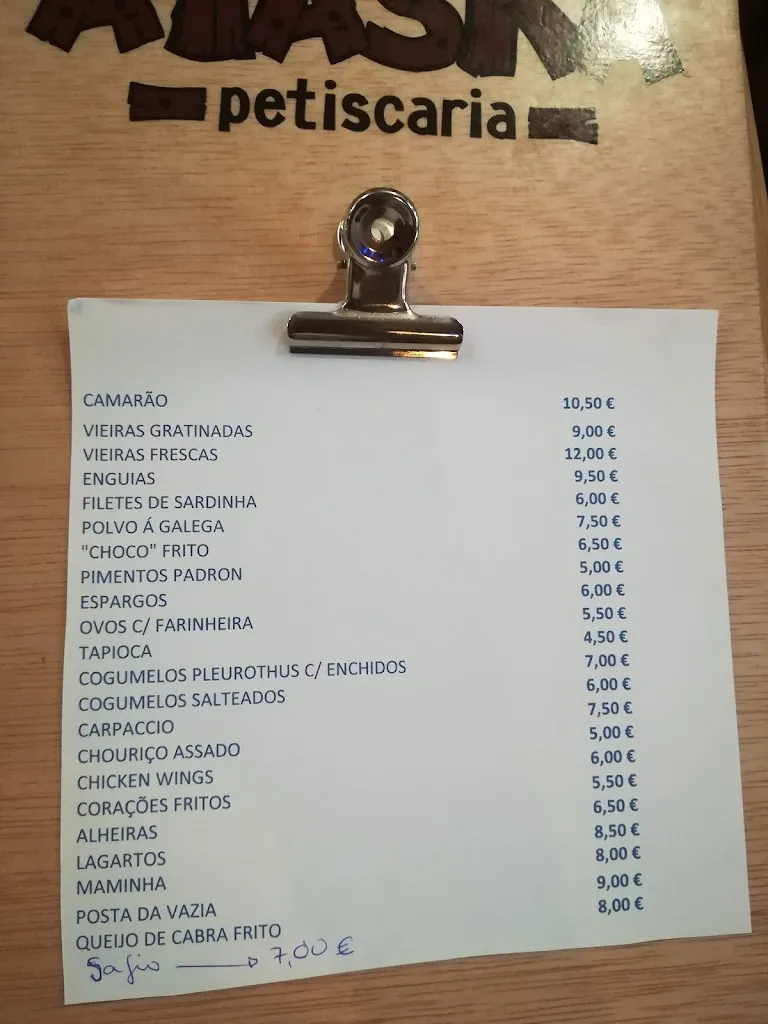 ATASKA
petiscaria
CAMARÃO 10,50 €
VIEIRAS GRATINADAS 9,00 €
VIEIRAS FRESCAS 12,00 €
ENGUIAS 9,50 €
FILETES DE SARDINHA 6,00 €
POLVO Á GALEGA 7,50 €
"CHOCO" FRITO 6,50 €
PIMENTOS PADRON 5,00 €
ESPARGOS 6,00 €
OVOS C/ FARINHEIRA 5,50 €
TAPIOCA 4,50 €
COGUMELOS PLEUROTHUS C/ ENCHIDOS 7,00 €
COGUMELOS SALTEADOS 6,00 €
CARPACCIO 7,50 €
CHOURIÇO ASSADO 5,00 €
CHICKEN WINGS 6,00 €
CORAÇÕES FRITOS 5,50 €
ALHEIRAS 6,50 €
LAGARTOS 8,50 €
MAMINHA 8,00 €
POSTA DA VAZIA 9,00 €
QUEIJO DE CABRA FRITO 8,00 €
Safio → 7,00 €